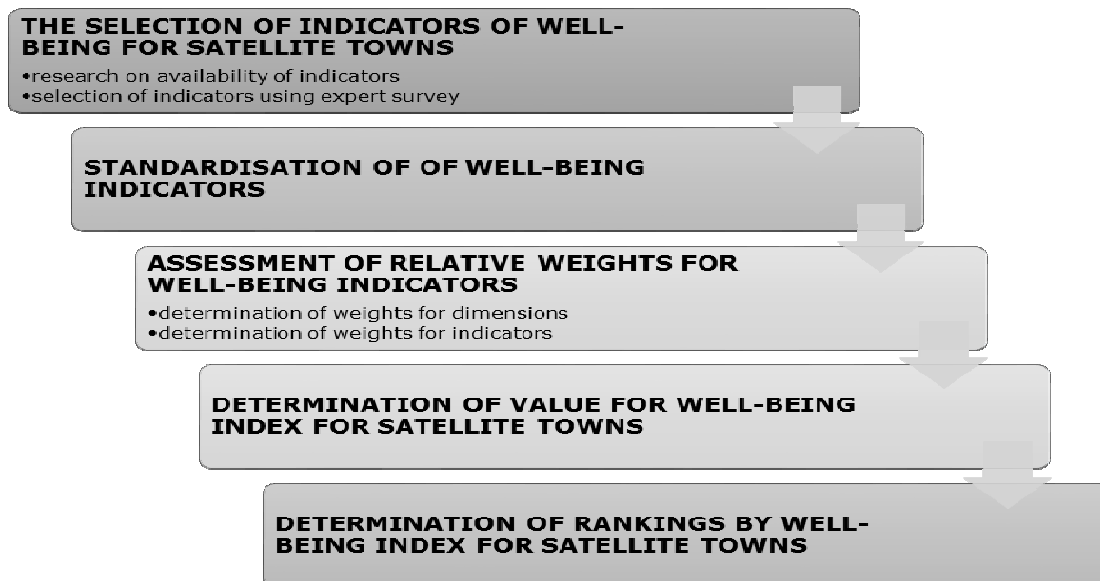 THE SELECTION OF INDICATORS OF WELL-
BEING FOR SATELLITE TOWNS
•research on availability of indicators
•selection of indicators using expert survey
STANDARDISATION OF OF WELL-BEING
INDICATORS
ASSESSMENT OF RELATIVE WEIGHTS FOR
WELL-BEING INDICATORS
•determination of weights for dimensions
•determination of weights for indicators
DETERMINATION OF VALUE FOR WELL-BEING
INDEX FOR SATELLITE TOWNS
DETERMINATION OF RANKINGS BY WELL-
BEING INDEX FOR SATELLITE TOWNS